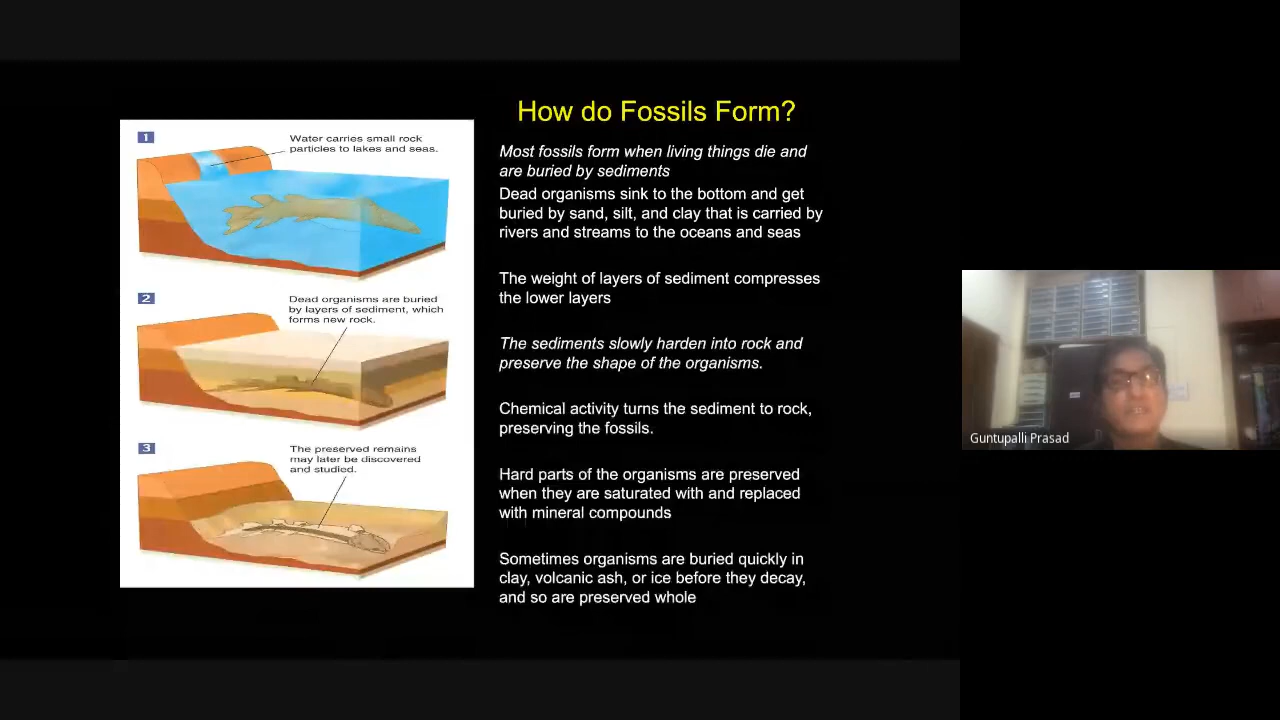 How do Fossils Form?
1
Water carries small rock
particles to lakes and seas.
2
Dead organisms are buried
by layers of sediment, which
forms new rock.
3
The preserved remains
may later be discovered
and studied.
Most fossils form when living things die and
are buried by sediments
Dead organisms sink to the bottom and get
buried by sand, silt, and clay that is carried by
rivers and streams to the oceans and seas
The weight of layers of sediment compresses
the lower layers
The sediments slowly harden into rock and
preserve the shape of the organisms.
Chemical activity turns the sediment to rock,
preserving the fossils.
Hard parts of the organisms are preserved
when they are saturated with and replaced
with mineral compounds
Sometimes organisms are buried quickly in
clay, volcanic ash, or ice before they decay,
and so are preserved whole
Guntupalli Prasad